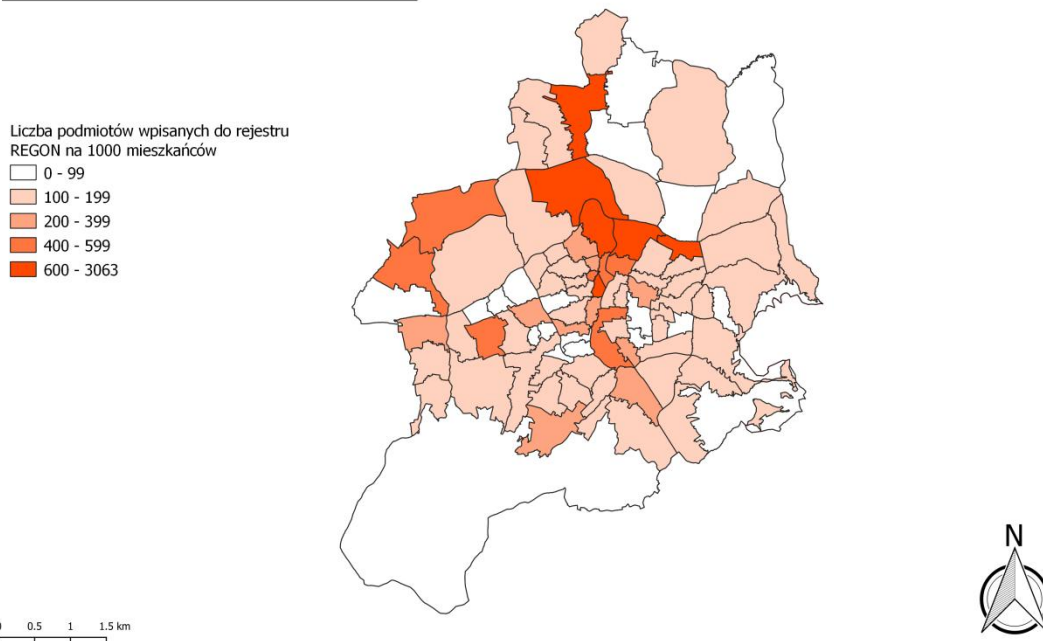 Liczba podmiotów wpisanych do rejestru
REGON na 1000 mieszkańców
0 - 99
100 - 199
200 - 399
400 - 599
600 - 3063
N
0 0.5 1 1.5 km